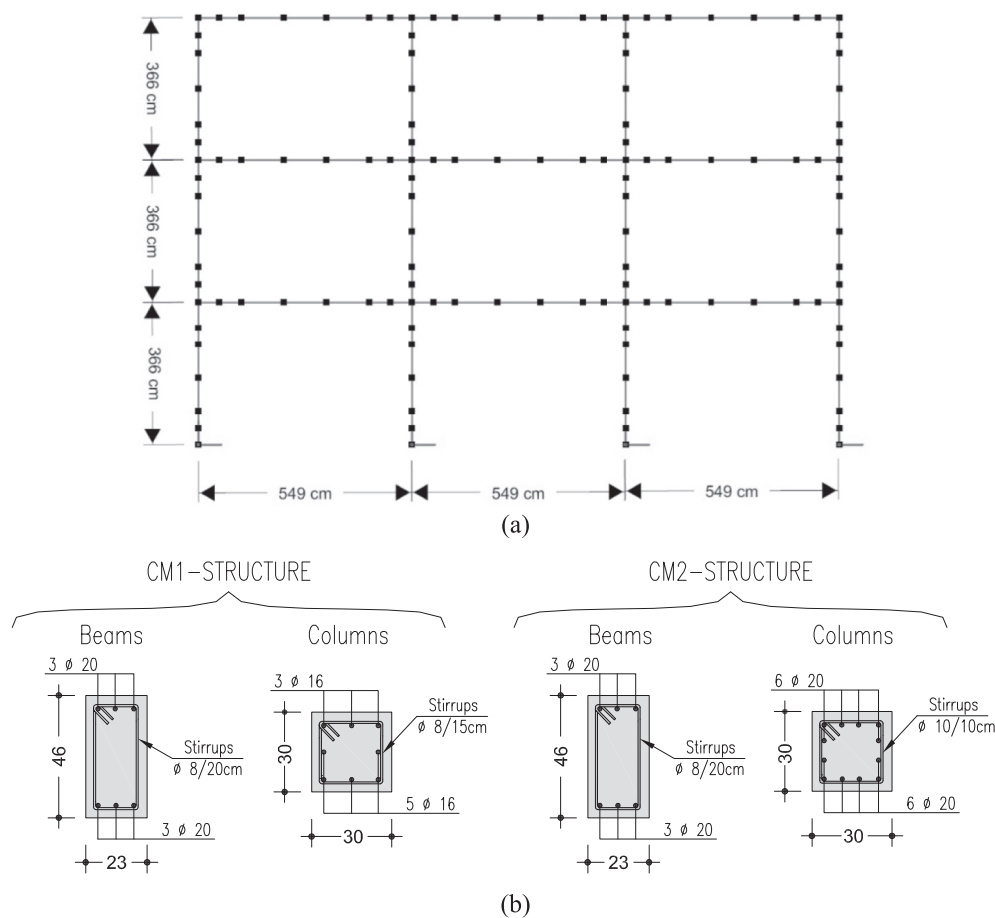 366 cm
366 cm
366 cm
549 cm
549 cm
549 cm
(a)
CM1-STRUCTURE
Beams
Columns
3 ø 20
46
Stirrups
ø 8/20cm
3 ø 20
23
3 ø 16
30
Stirrups
ø 8/15cm
5 ø 16
30
CM2-STRUCTURE
Beams
Columns
3 ø 20
46
Stirrups
ø 8/20cm
3 ø 20
23
6 ø 20
30
Stirrups
ø 10/10cm
6 ø 20
30
(b)